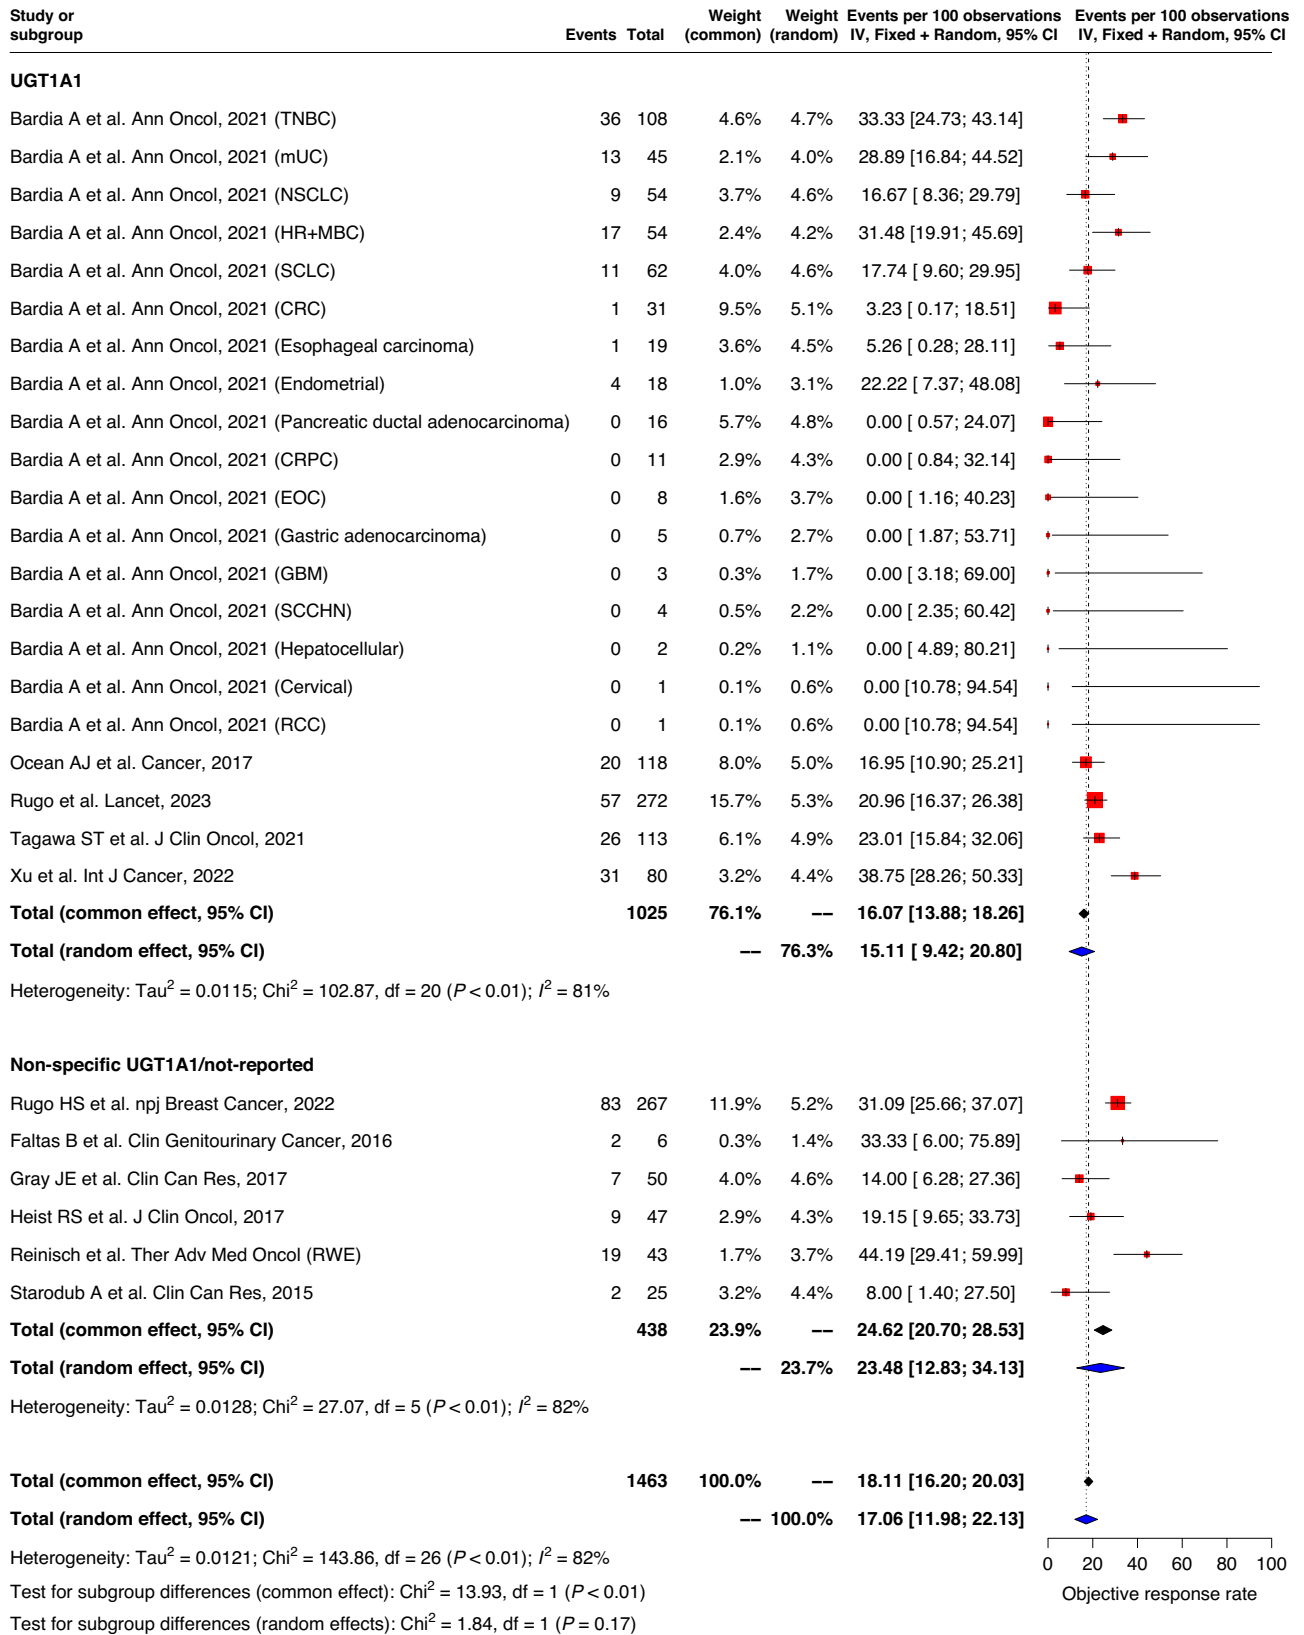 Study or subgroup Events Total Weight (common) Weight (random) Events per 100 observations IV, Fixed + Random, 95% CI Events per 100 observations IV, Fixed + Random, 95% CI
UGT1A1
Bardia A et al. Ann Oncol, 2021 (TNBC) 36 108 4.6% 4.7% 33.33 [24.73; 43.14]
Bardia A et al. Ann Oncol, 2021 (mUC) 13 45 2.1% 4.0% 28.89 [16.84; 44.52]
Bardia A et al. Ann Oncol, 2021 (NSCLC) 9 54 3.7% 4.6% 16.67 [ 8.36; 29.79]
Bardia A et al. Ann Oncol, 2021 (HR+MBC) 17 54 2.4% 4.2% 31.48 [19.91; 45.69]
Bardia A et al. Ann Oncol, 2021 (SCLC) 11 62 4.0% 4.6% 17.74 [ 9.60; 29.95]
Bardia A et al. Ann Oncol, 2021 (CRC) 1 31 9.5% 5.1% 3.23 [ 0.17; 18.51]
Bardia A et al. Ann Oncol, 2021 (Esophageal carcinoma) 1 19 3.6% 4.5% 5.26 [ 0.28; 28.11]
Bardia A et al. Ann Oncol, 2021 (Endometrial) 4 18 1.0% 3.1% 22.22 [ 7.37; 48.08]
Bardia A et al. Ann Oncol, 2021 (Pancreatic ductal adenocarcinoma) 0 16 5.7% 4.8% 0.00 [ 0.57; 24.07]
Bardia A et al. Ann Oncol, 2021 (CRPC) 0 11 2.9% 4.3% 0.00 [ 0.84; 32.14]
Bardia A et al. Ann Oncol, 2021 (EOC) 0 8 1.6% 3.7% 0.00 [ 1.16; 40.23]
Bardia A et al. Ann Oncol, 2021 (Gastric adenocarcinoma) 0 5 0.7% 2.7% 0.00 [ 1.87; 53.71]
Bardia A et al. Ann Oncol, 2021 (GBM) 0 3 0.3% 1.7% 0.00 [ 3.18; 69.00]
Bardia A et al. Ann Oncol, 2021 (SCCHN) 0 4 0.5% 2.2% 0.00 [ 2.35; 60.42]
Bardia A et al. Ann Oncol, 2021 (Hepatocellular) 0 2 0.2% 1.1% 0.00 [ 4.89; 80.21]
Bardia A et al. Ann Oncol, 2021 (Cervical) 0 1 0.1% 0.6% 0.00 [10.78; 94.54]
Bardia A et al. Ann Oncol, 2021 (RCC) 0 1 0.1% 0.6% 0.00 [10.78; 94.54]
Ocean AJ et al. Cancer, 2017 20 118 8.0% 5.0% 16.95 [10.90; 25.21]
Rugo et al. Lancet, 2023 57 272 15.7% 5.3% 20.96 [16.37; 26.38]
Tagawa ST et al. J Clin Oncol, 2021 26 113 6.1% 4.9% 23.01 [15.84; 32.06]
Xu et al. Int J Cancer, 2022 31 80 3.2% 4.4% 38.75 [28.26; 50.33]
Total (common effect, 95% CI) 1025 76.1% −− 16.07 [13.88; 18.26]
Total (random effect, 95% CI) −− 76.3% 15.11 [ 9.42; 20.80]
Heterogeneity: Tau² = 0.0115; Chi² = 102.87, df = 20 (P < 0.01); I² = 81%
Non-specific UGT1A1/not-reported
Rugo HS et al. npj Breast Cancer, 2022 83 267 11.9% 5.2% 31.09 [25.66; 37.07]
Faltas B et al. Clin Genitourinary Cancer, 2016 2 6 0.3% 1.4% 33.33 [ 6.00; 75.89]
Gray JE et al. Clin Can Res, 2017 7 50 4.0% 4.6% 14.00 [ 6.28; 27.36]
Heist RS et al. J Clin Oncol, 2017 9 47 2.9% 4.3% 19.15 [ 9.65; 33.73]
Reinisch et al. Ther Adv Med Oncol (RWE) 19 43 1.7% 3.7% 44.19 [29.41; 59.99]
Starodub A et al. Clin Can Res, 2015 2 25 3.2% 4.4% 8.00 [ 1.40; 27.50]
Total (common effect, 95% CI) 438 23.9% −− 24.62 [20.70; 28.53]
Total (random effect, 95% CI) −− 23.7% 23.48 [12.83; 34.13]
Heterogeneity: Tau² = 0.0128; Chi² = 27.07, df = 5 (P < 0.01); I² = 82%
Total (common effect, 95% CI) 1463 100.0% −− 18.11 [16.20; 20.03]
Total (random effect, 95% CI) −− 100.0% 17.06 [11.98; 22.13]
Heterogeneity: Tau² = 0.0121; Chi² = 143.86, df = 26 (P < 0.01); I² = 82%
Test for subgroup differences (common effect): Chi² = 13.93, df = 1 (P < 0.01)
Test for subgroup differences (random effects): Chi² = 1.84, df = 1 (P = 0.17)
0 20 40 60 80 100
Objective response rate